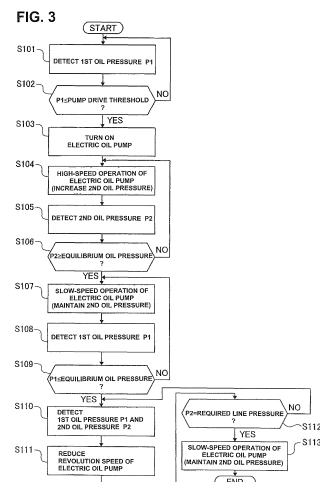 FIG. 3
START
S101
DETECT 1ST OIL PRESSURE P1
S102
P1≤PUMP DRIVE THRESHOLD
?
NO
YES
S103
TURN ON
ELECTRIC OIL PUMP
S104
HIGH-SPEED OPERATION OF
ELECTRIC OIL PUMP
(INCREASE 2ND OIL PRESSURE)
S105
DETECT 2ND OIL PRESSURE P2
S106
P2≥EQUILIBRIUM OIL PRESSURE
?
NO
YES
S107
SLOW-SPEED OPERATION OF
ELECTRIC OIL PUMP
(MAINTAIN 2ND OIL PRESSURE)
S108
DETECT 1ST OIL PRESSURE P1
S109
P1≤EQUILIBRIUM OIL PRESSURE
?
NO
YES
S110
DETECT
1ST OIL PRESSURE P1 AND
2ND OIL PRESSURE P2
S111
REDUCE
REVOLUTION SPEED OF
ELECTRIC OIL PUMP
P2=REQUIRED LINE PRESSURE
?
NO
S112
YES
S113
SLOW-SPEED OPERATION OF
ELECTRIC OIL PUMP
(MAINTAIN 2ND OIL PRESSURE)
END